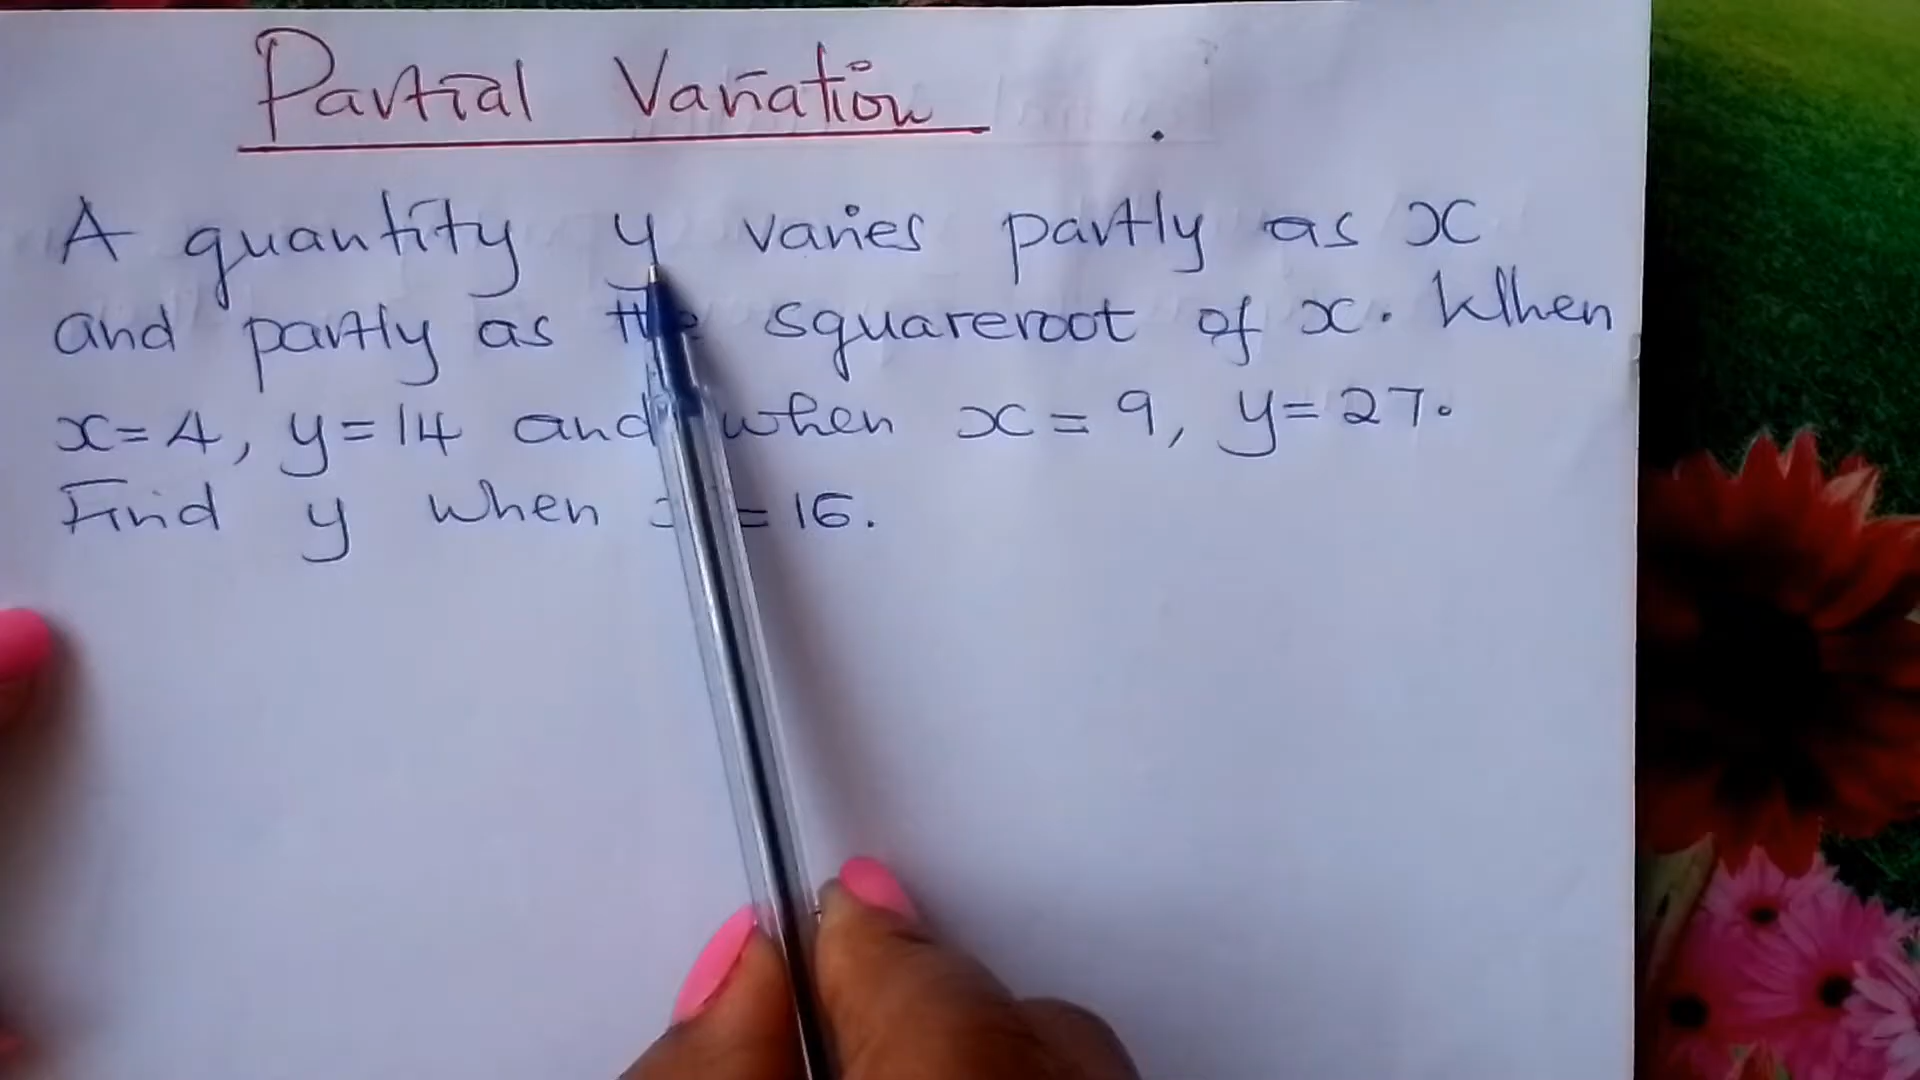 Partial Variation
A quantity y varies partly as x
and partly as the squareroot of x. When
x=4, y=14 and when x=9, y=27.
Find y when = 16.